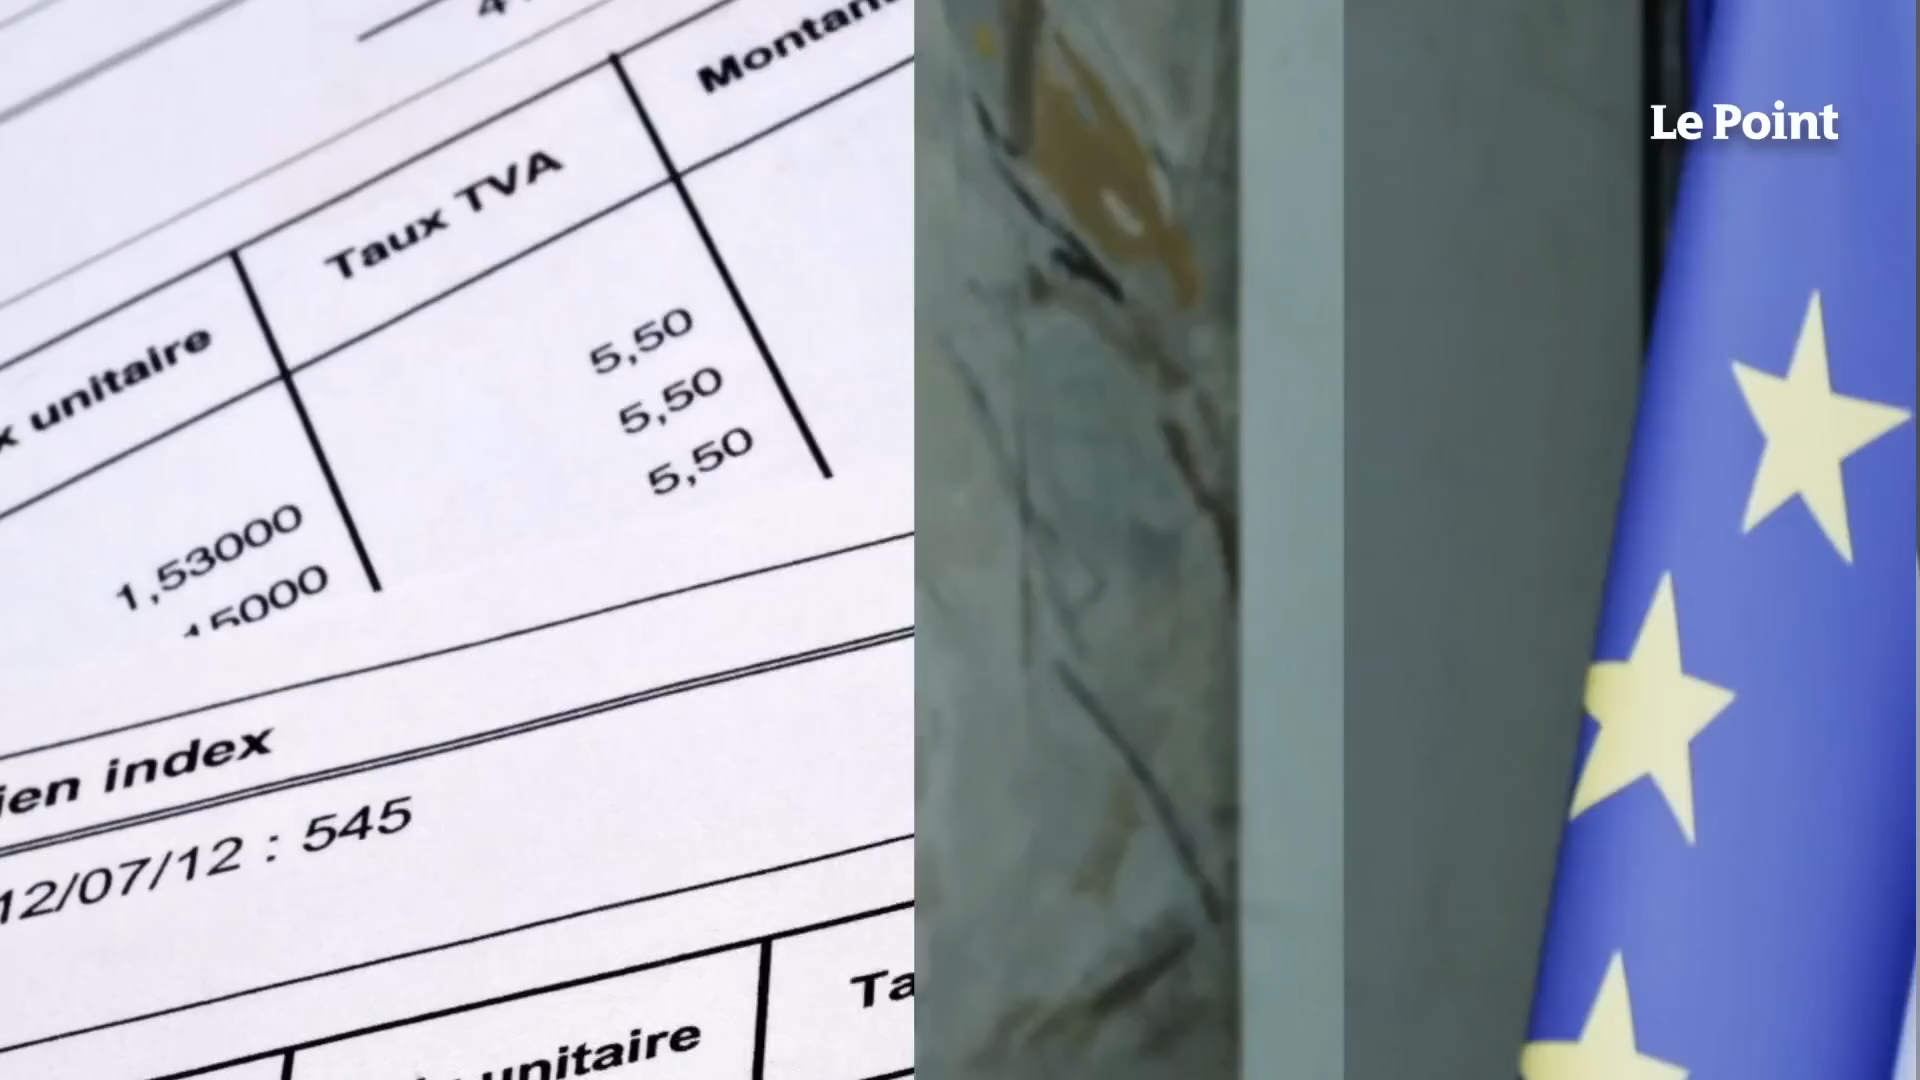 Montan
Taux TVA
x unitaire
5,50
5,50
5,50
1,53000
15000
ien index
12/07/12 : 545
Ta
unitaire
Le Point